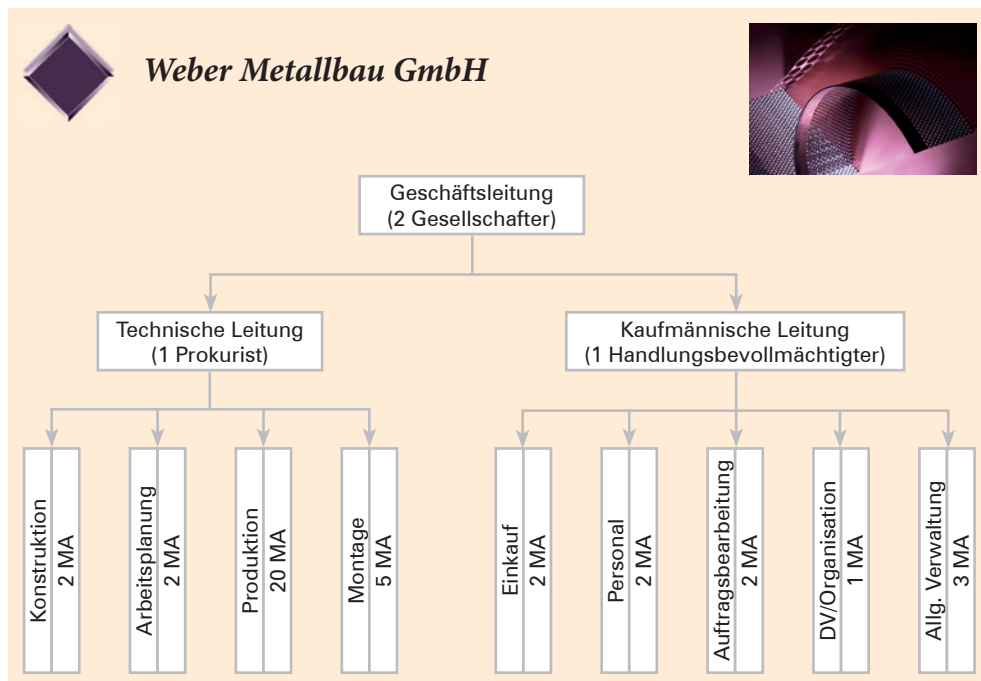 Weber Metallbau GmbH
Geschäftsleitung
(2 Gesellschafter)
Technische Leitung
(1 Prokurist)
Kaufmännische Leitung
(1 Handlungsbevollmächtigter)
Konstruktion
2 MA
Arbeitsplanung
2 MA
Produktion
20 MA
Montage
5 MA
Einkauf
2 MA
Personal
2 MA
Auftragsbearbeitung
2 MA
DV/Organisation
1 MA
Allg. Verwaltung
3 MA